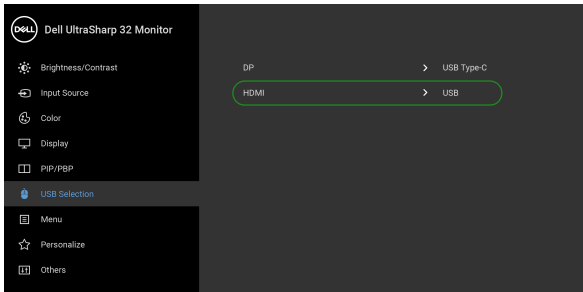 DELL Dell UltraSharp 32 Monitor
Brightness/Contrast
Input Source
Color
Display
PIP/PBP
USB Selection
Menu
Personalize
Others
DP > USB Type-C
HDMI > USB